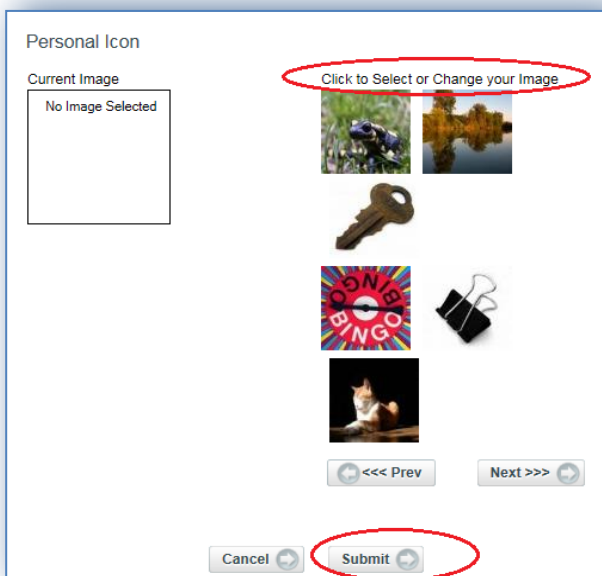 Personal Icon
Current Image
Click to Select or Change your Image
No Image Selected
BINGO
BINGO
<<< Prev
Next >>>
Cancel
Submit